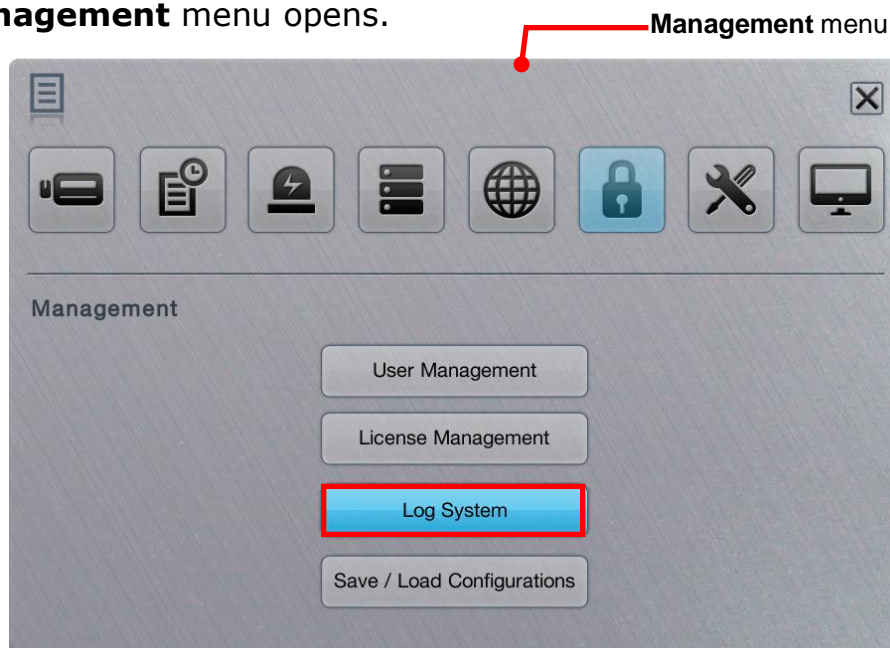 nagement menu opens.
Management menu
Management
User Management
License Management
Log System
Save / Load Configurations